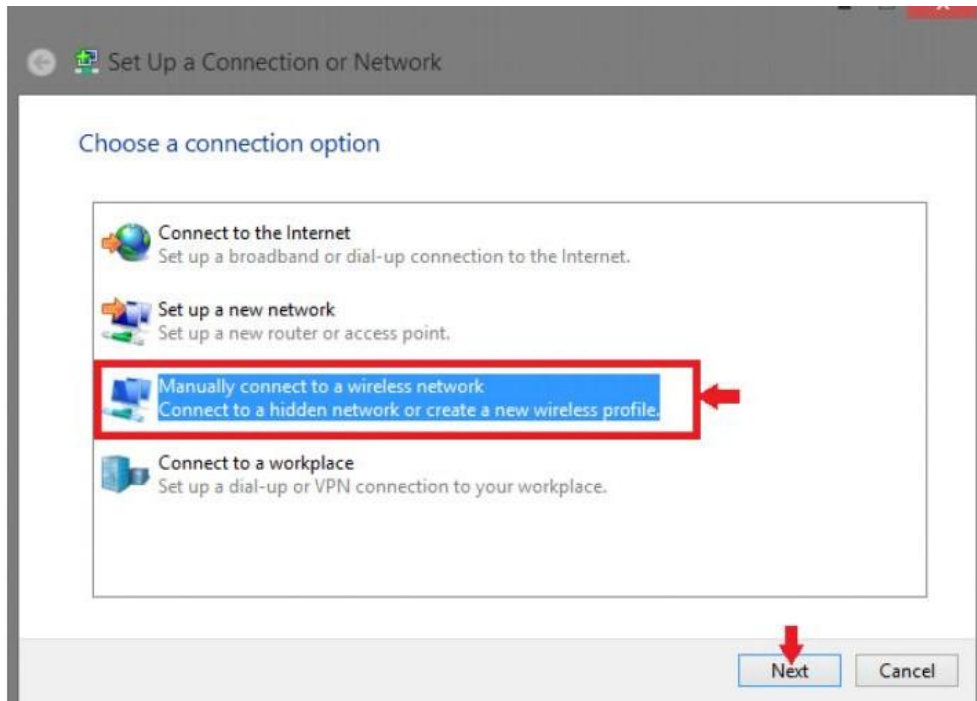 Set Up a Connection or Network
Choose a connection option
Connect to the Internet
Set up a broadband or dial-up connection to the Internet.
Set up a new network
Set up a new router or access point.
Manually connect to a wireless network
Connect to a hidden network or create a new wireless profile.
Connect to a workplace
Set up a dial-up or VPN connection to your workplace.
Next
Cancel